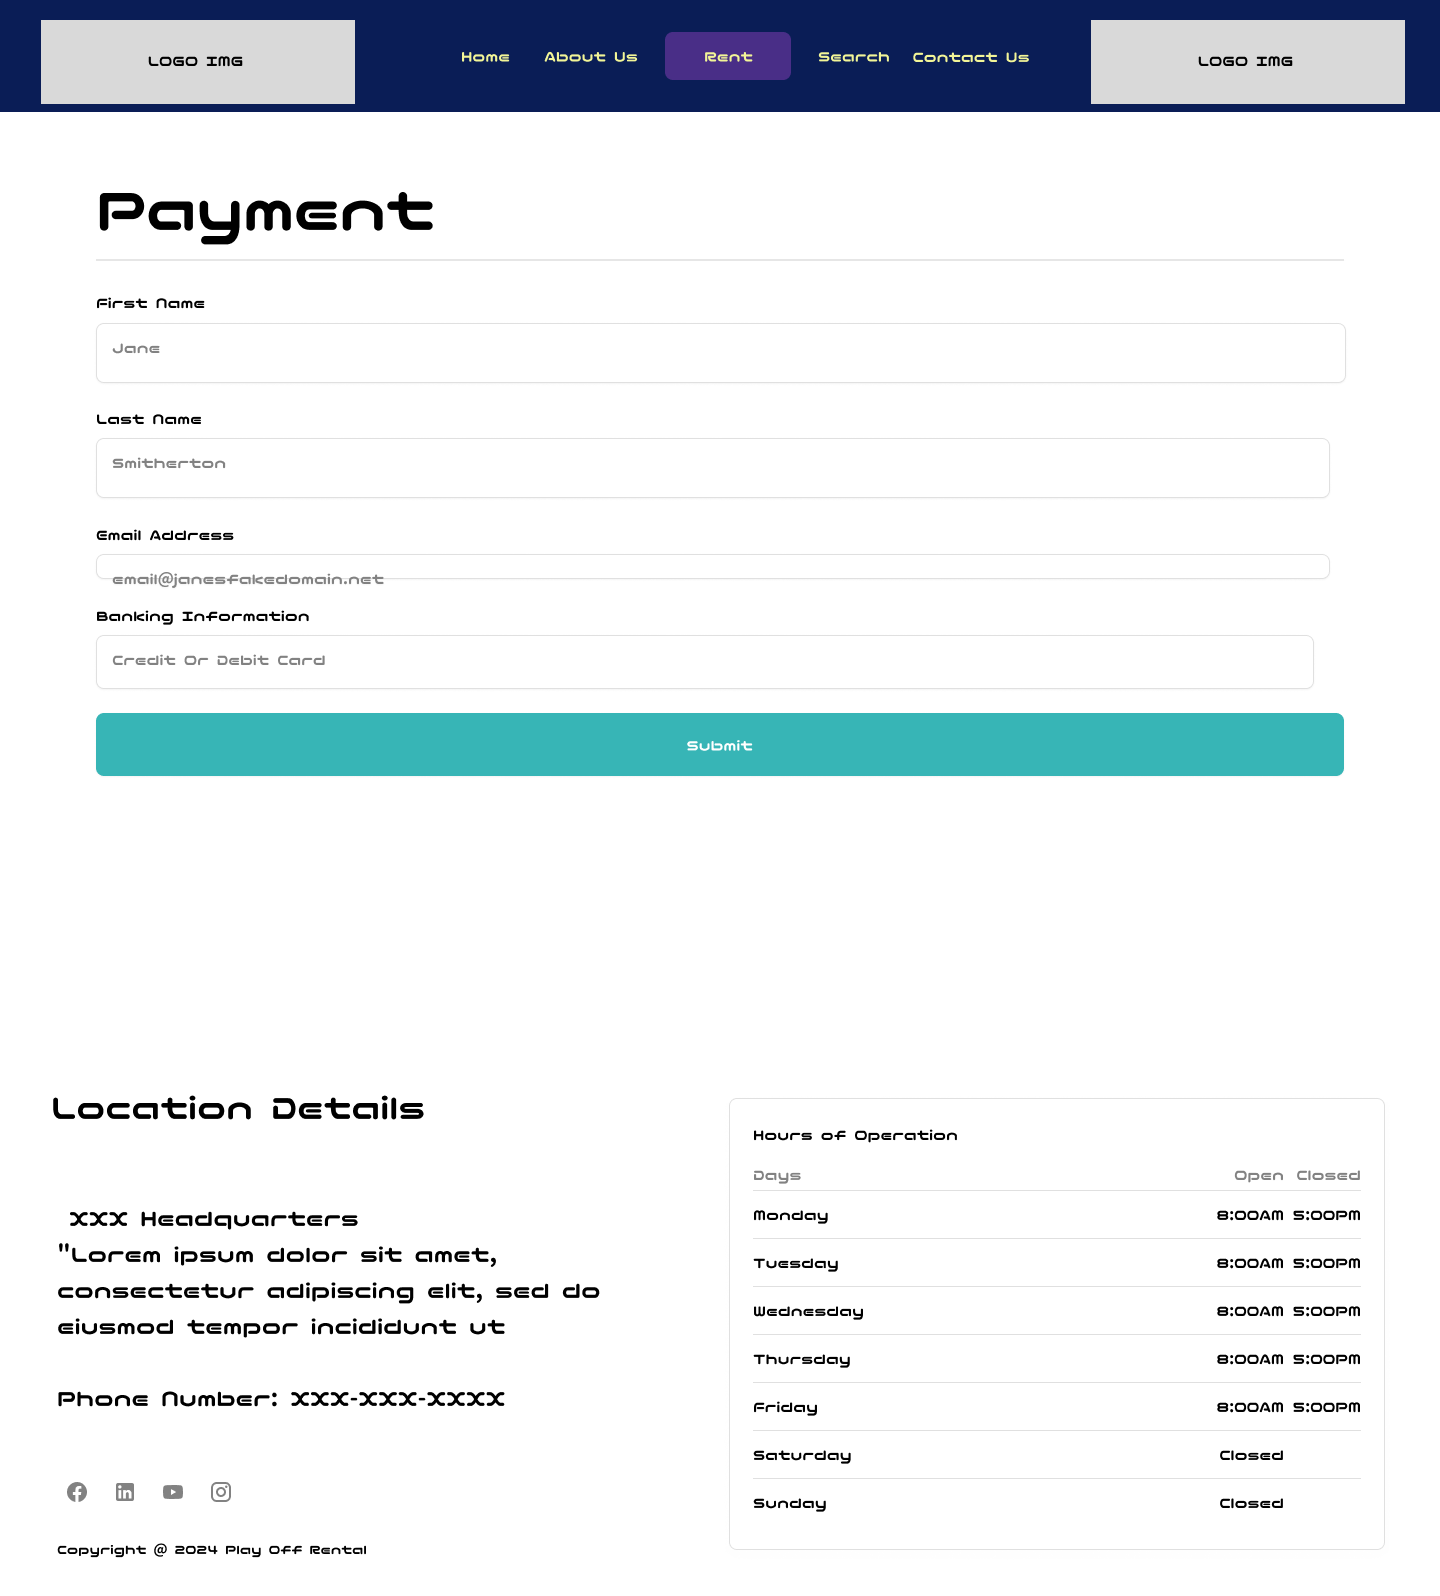 LOGO IMG
Home About Us Rent Search Contact Us
LOGO IMG
Payment
First Name
Jane
Last Name
Smitherton
Email Address
email@janesfakedomain.net
Banking Information
Credit Or Debit Card
Submit
Location Details
XXX Headquarters
"Lorem ipsum dolor sit amet,
consectetur adipiscing elit, sed do
eiusmod tempor incididunt ut
Phone Number: XXX-XXX-XXXX
Copyright @ 2024 Play Off Rental
Hours of Operation
Days Open Closed
Monday 8:00AM 5:00PM
Tuesday 8:00AM 5:00PM
Wednesday 8:00AM 5:00PM
Thursday 8:00AM 5:00PM
Friday 8:00AM 5:00PM
Saturday Closed
Sunday Closed